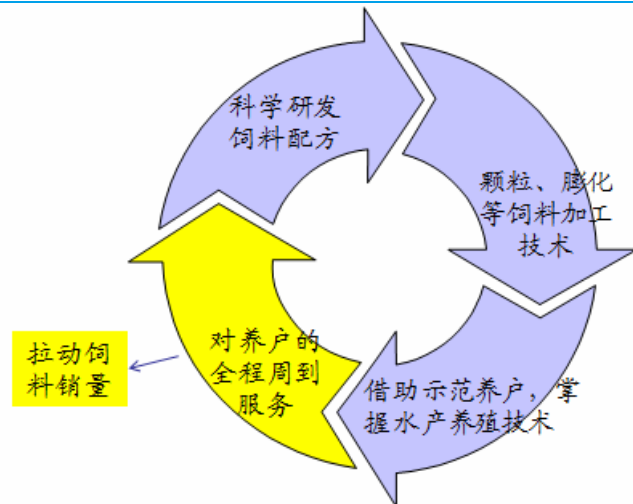 科学研发
饲料配方
颗粒、膨化
等饲料加工
技术
借助示范养户，掌
握水产养殖技术
对养户的
全程周到
服务
拉动饲
料销量